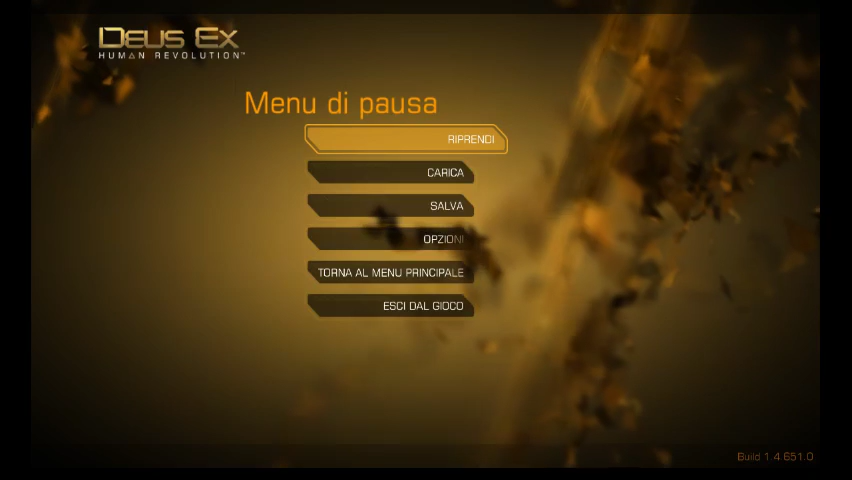 DEUS EX
HUMAN REVOLUTION™
Menu di pausa
RIPRENDI
CARICA
SALVA
OPZIONI
TORNA AL MENU PRINCIPALE
ESCI DAL GIOCO
Build 1.4.651.0